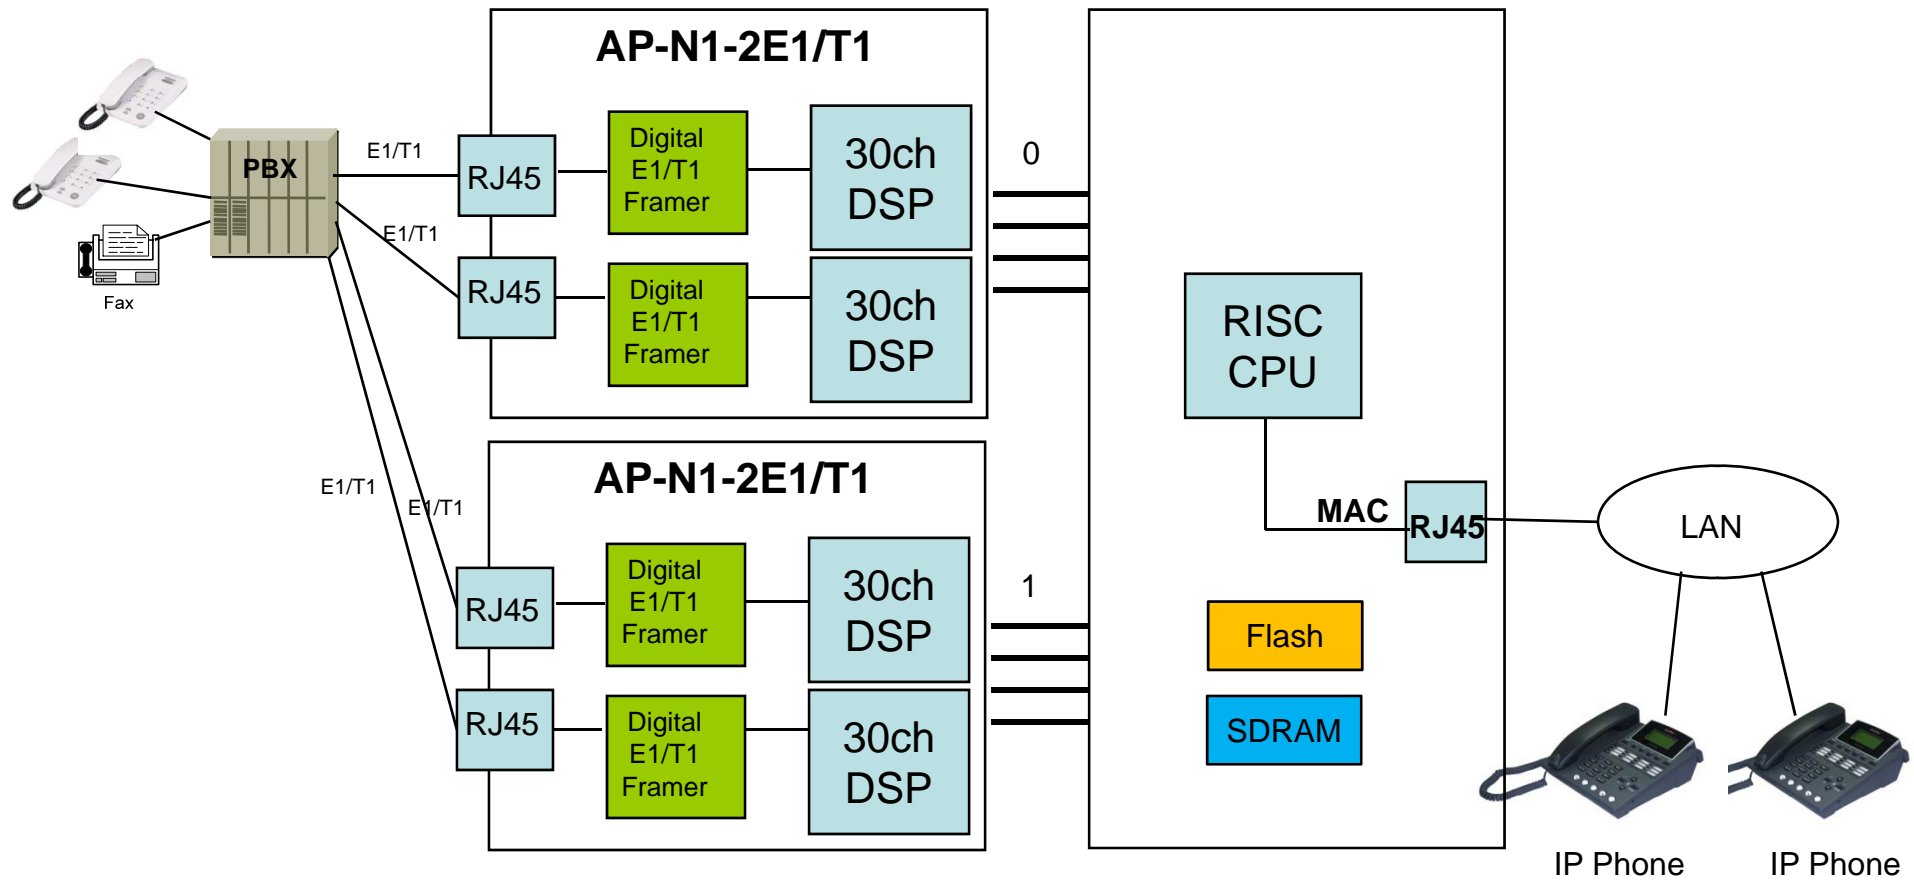 AP-N1-2E1/T1
PBX
E1/T1
E1/T1
Fax
RJ45
Digital
E1/T1
Framer
30ch
DSP
RJ45
Digital
E1/T1
Framer
30ch
DSP
0
RISC
CPU
E1/T1
E1/T1
AP-N1-2E1/T1
RJ45
Digital
E1/T1
Framer
30ch
DSP
RJ45
Digital
E1/T1
Framer
30ch
DSP
1
MAC
RJ45
LAN
Flash
SDRAM
IP Phone
IP Phone